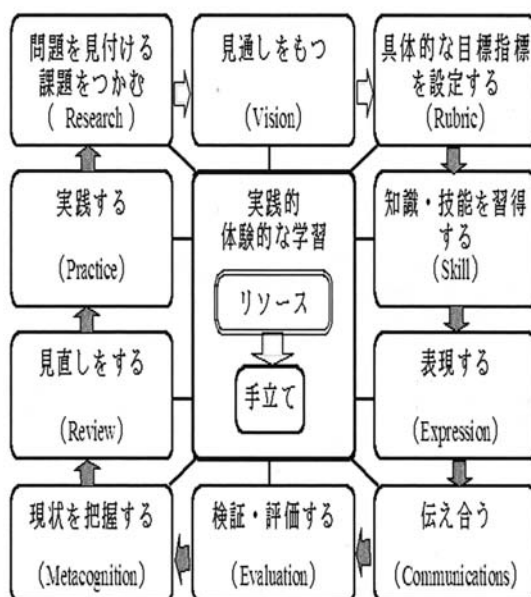 問題を見付ける
課題をつかむ
( Research )
見通しをもつ
(Vision)
具体的な目標指標
を設定する
(Rubric)
実践する
(Practice)
実践的
体験的な学習
リソース
手立て
知識・技能を習得
する
(Skill)
見直しをする
(Review)
表現する
(Expression)
現状を把握する
(Metacognition)
検証・評価する
(Evaluation)
伝え合う
(Communications)